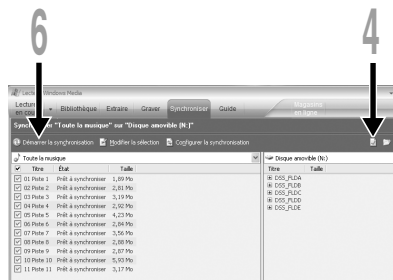 6 4
Lecteur Windows Media
Lecture en cours Bibliothèque Extraire Graver Synchroniser Guide Magasins en ligne
Synchroniser "Toute la musique" sur "Disque amovible (N:)"
Démarrer la synchronisation Modifier la sélection Configurer la synchronisation
Toute la musique Disque amovible (N:)
Titre État Taille Titre Taille
01 Piste 1 Prêt à synchroniser 1,89 Mo DSS_FLDA
02 Piste 2 Prêt à synchroniser 2,81 Mo DSS_FLDB
03 Piste 3 Prêt à synchroniser 3,19 Mo DSS_FLDC
04 Piste 4 Prêt à synchroniser 2,92 Mo DSS_FLDD
05 Piste 5 Prêt à synchroniser 4,23 Mo DSS_FLDE
06 Piste 6 Prêt à synchroniser 2,84 Mo
07 Piste 7 Prêt à synchroniser 3,56 Mo
08 Piste 8 Prêt à synchroniser 2,88 Mo
09 Piste 9 Prêt à synchroniser 2,87 Mo
10 Piste 10 Prêt à synchroniser 5,93 Mo
11 Piste 11 Prêt à synchroniser 3,17 Mo